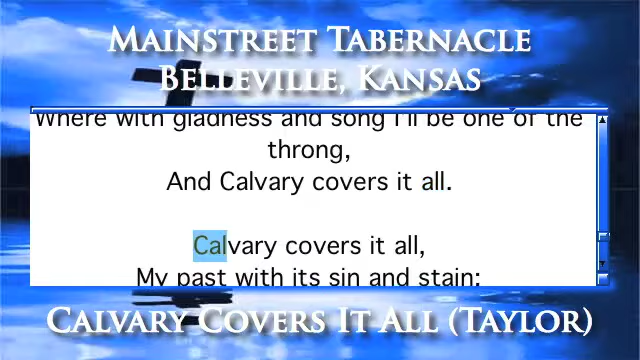 MAINSTREET TABERNACLE
BELLEVILLE, KANSAS
Where with gladness and song I'll be one of the
throng,
And Calvary covers it all.
Calvary covers it all,
My past with its sin and stain;
CALVARY COVERS IT ALL (TAYLOR)